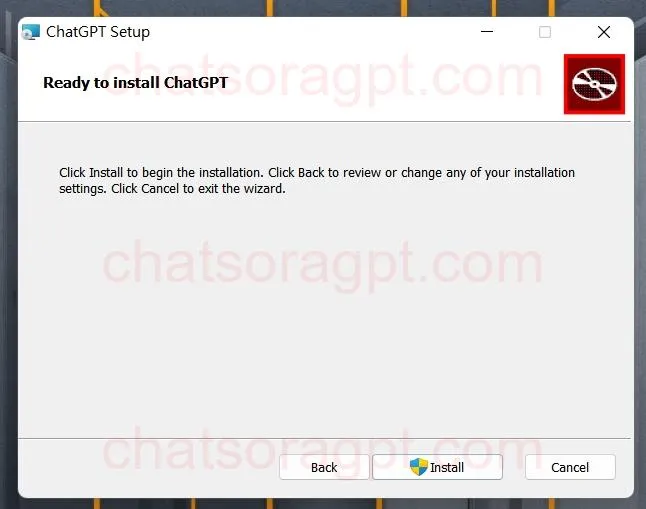 ChatGPT Setup
chatsoragpt.com
Ready to install ChatGPT
Click Install to begin the installation. Click Back to review or change any of your installation
settings. Click Cancel to exit the wizard.
chatsoragpt.com
chatsoragpt.com
Back
Install
Cancel